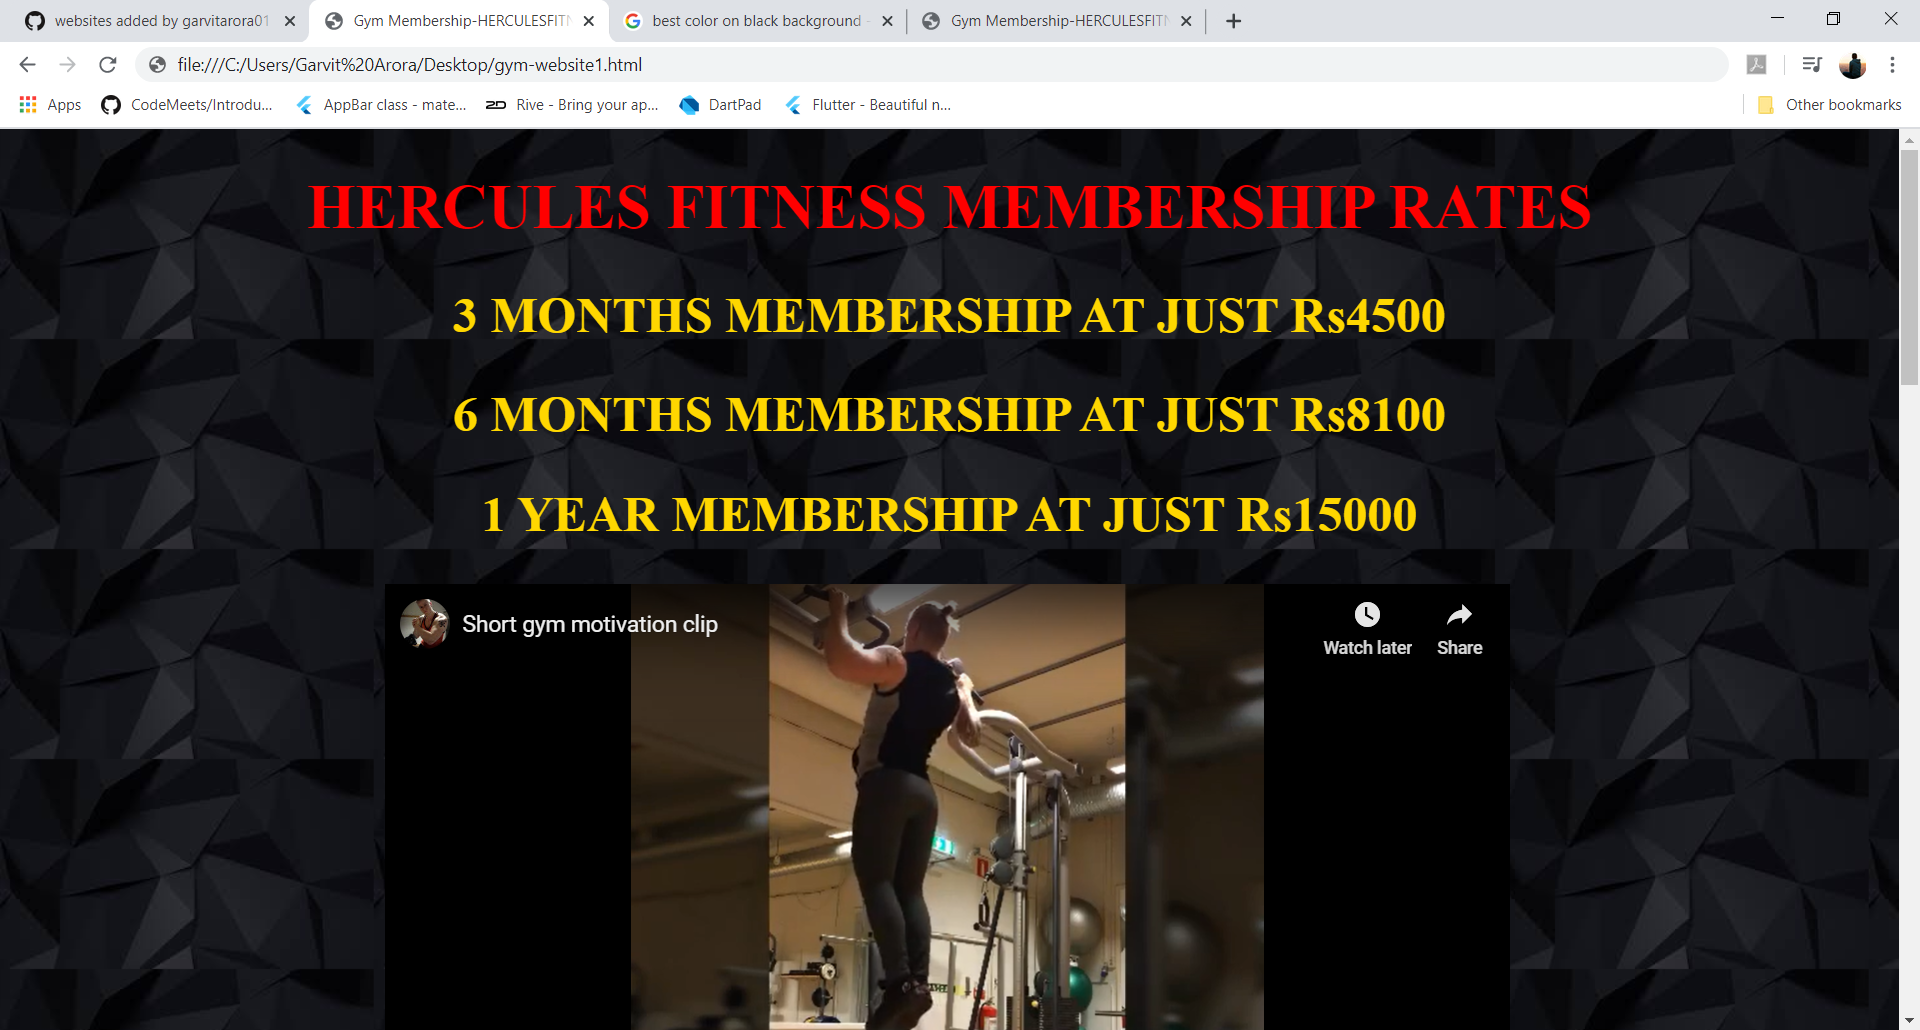 websites added by garvitarora01
Gym Membership-HERCULESFITN
best color on black background -
Gym Membership-HERCULESFITN
file:///C:/Users/Garvit%20Arora/Desktop/gym-website1.html
Apps
CodeMeets/Introdu...
AppBar class - mate...
2D
Rive - Bring your ap...
DartPad
Flutter - Beautiful n...
Other bookmarks
HERCULES FITNESS MEMBERSHIP RATES
3 MONTHS MEMBERSHIP AT JUST Rs4500
6 MONTHS MEMBERSHIP AT JUST Rs8100
1 YEAR MEMBERSHIP AT JUST Rs15000
Short gym motivation clip
Watch later
Share